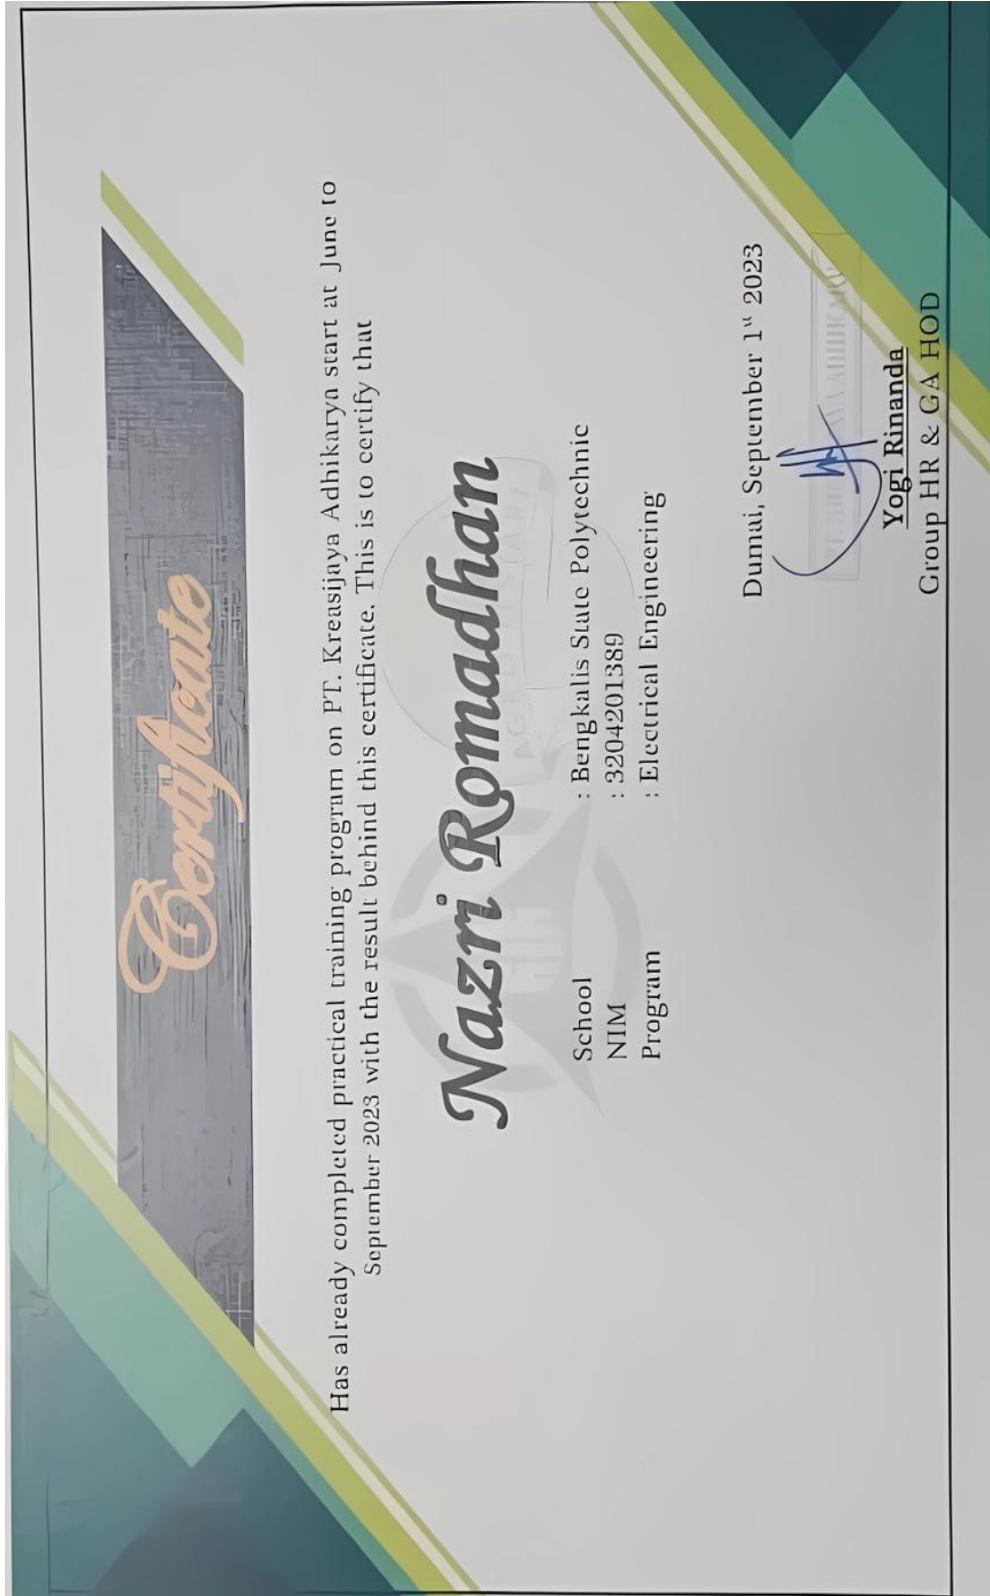 Certificate
Has already completed practical training program on PT. Kreasijaya Adhikarya start at June to
September 2023 with the result behind this certificate. This is to certify that
Nazri Romadhan
School : Bengkalis State Polytechnic
NIM : 3204201389
Program : Electrical Engineering
Dumai, September 1st 2023
Yogi Rinanda
Group HR & GA HOD